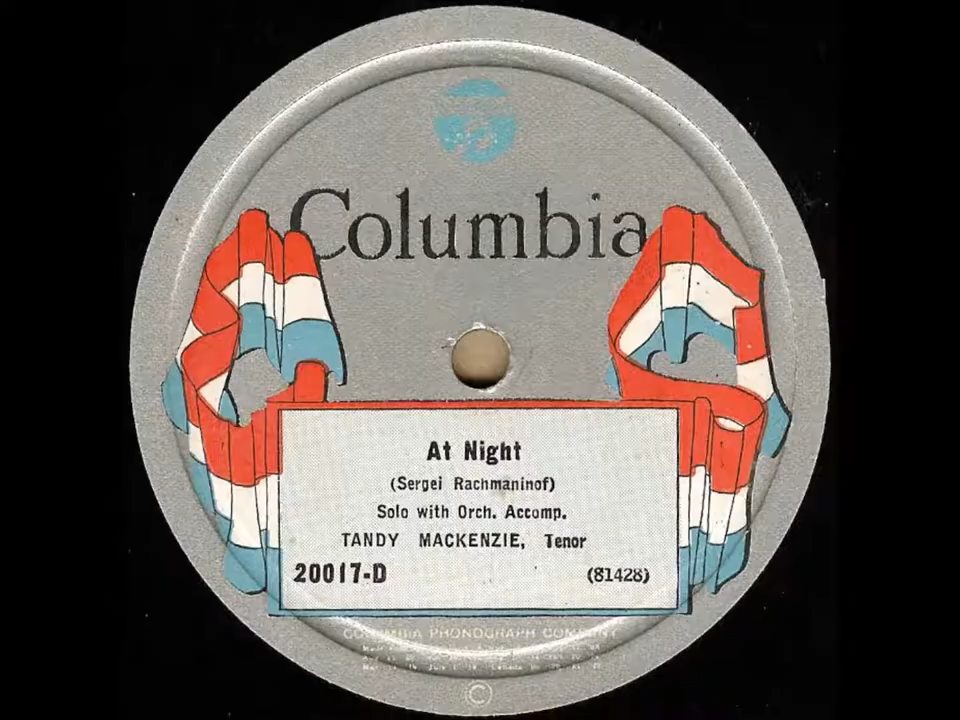 Columbia
At Night
(Sergei Rachmaninof)
Solo with Orch. Accomp.
TANDY MACKENZIE, Tenor
20017-D (81428)
COLUMBIA PHONOGRAPH COMPANY
©